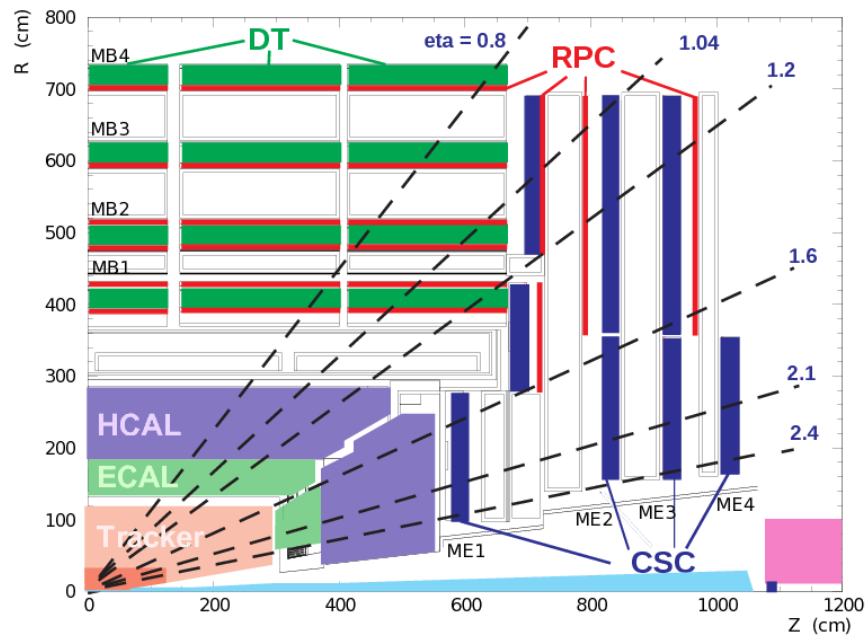 R (cm)
800
700
600
500
400
300
200
100
0
MB4
MB3
MB2
MB1
DT
eta = 0.8
RPC
1.04
1.2
1.6
2.1
2.4
HCAL
ECAL
Tracker
ME1
ME2
ME3
ME4
CSC
0
200
400
600
800
1000
1200
Z (cm)